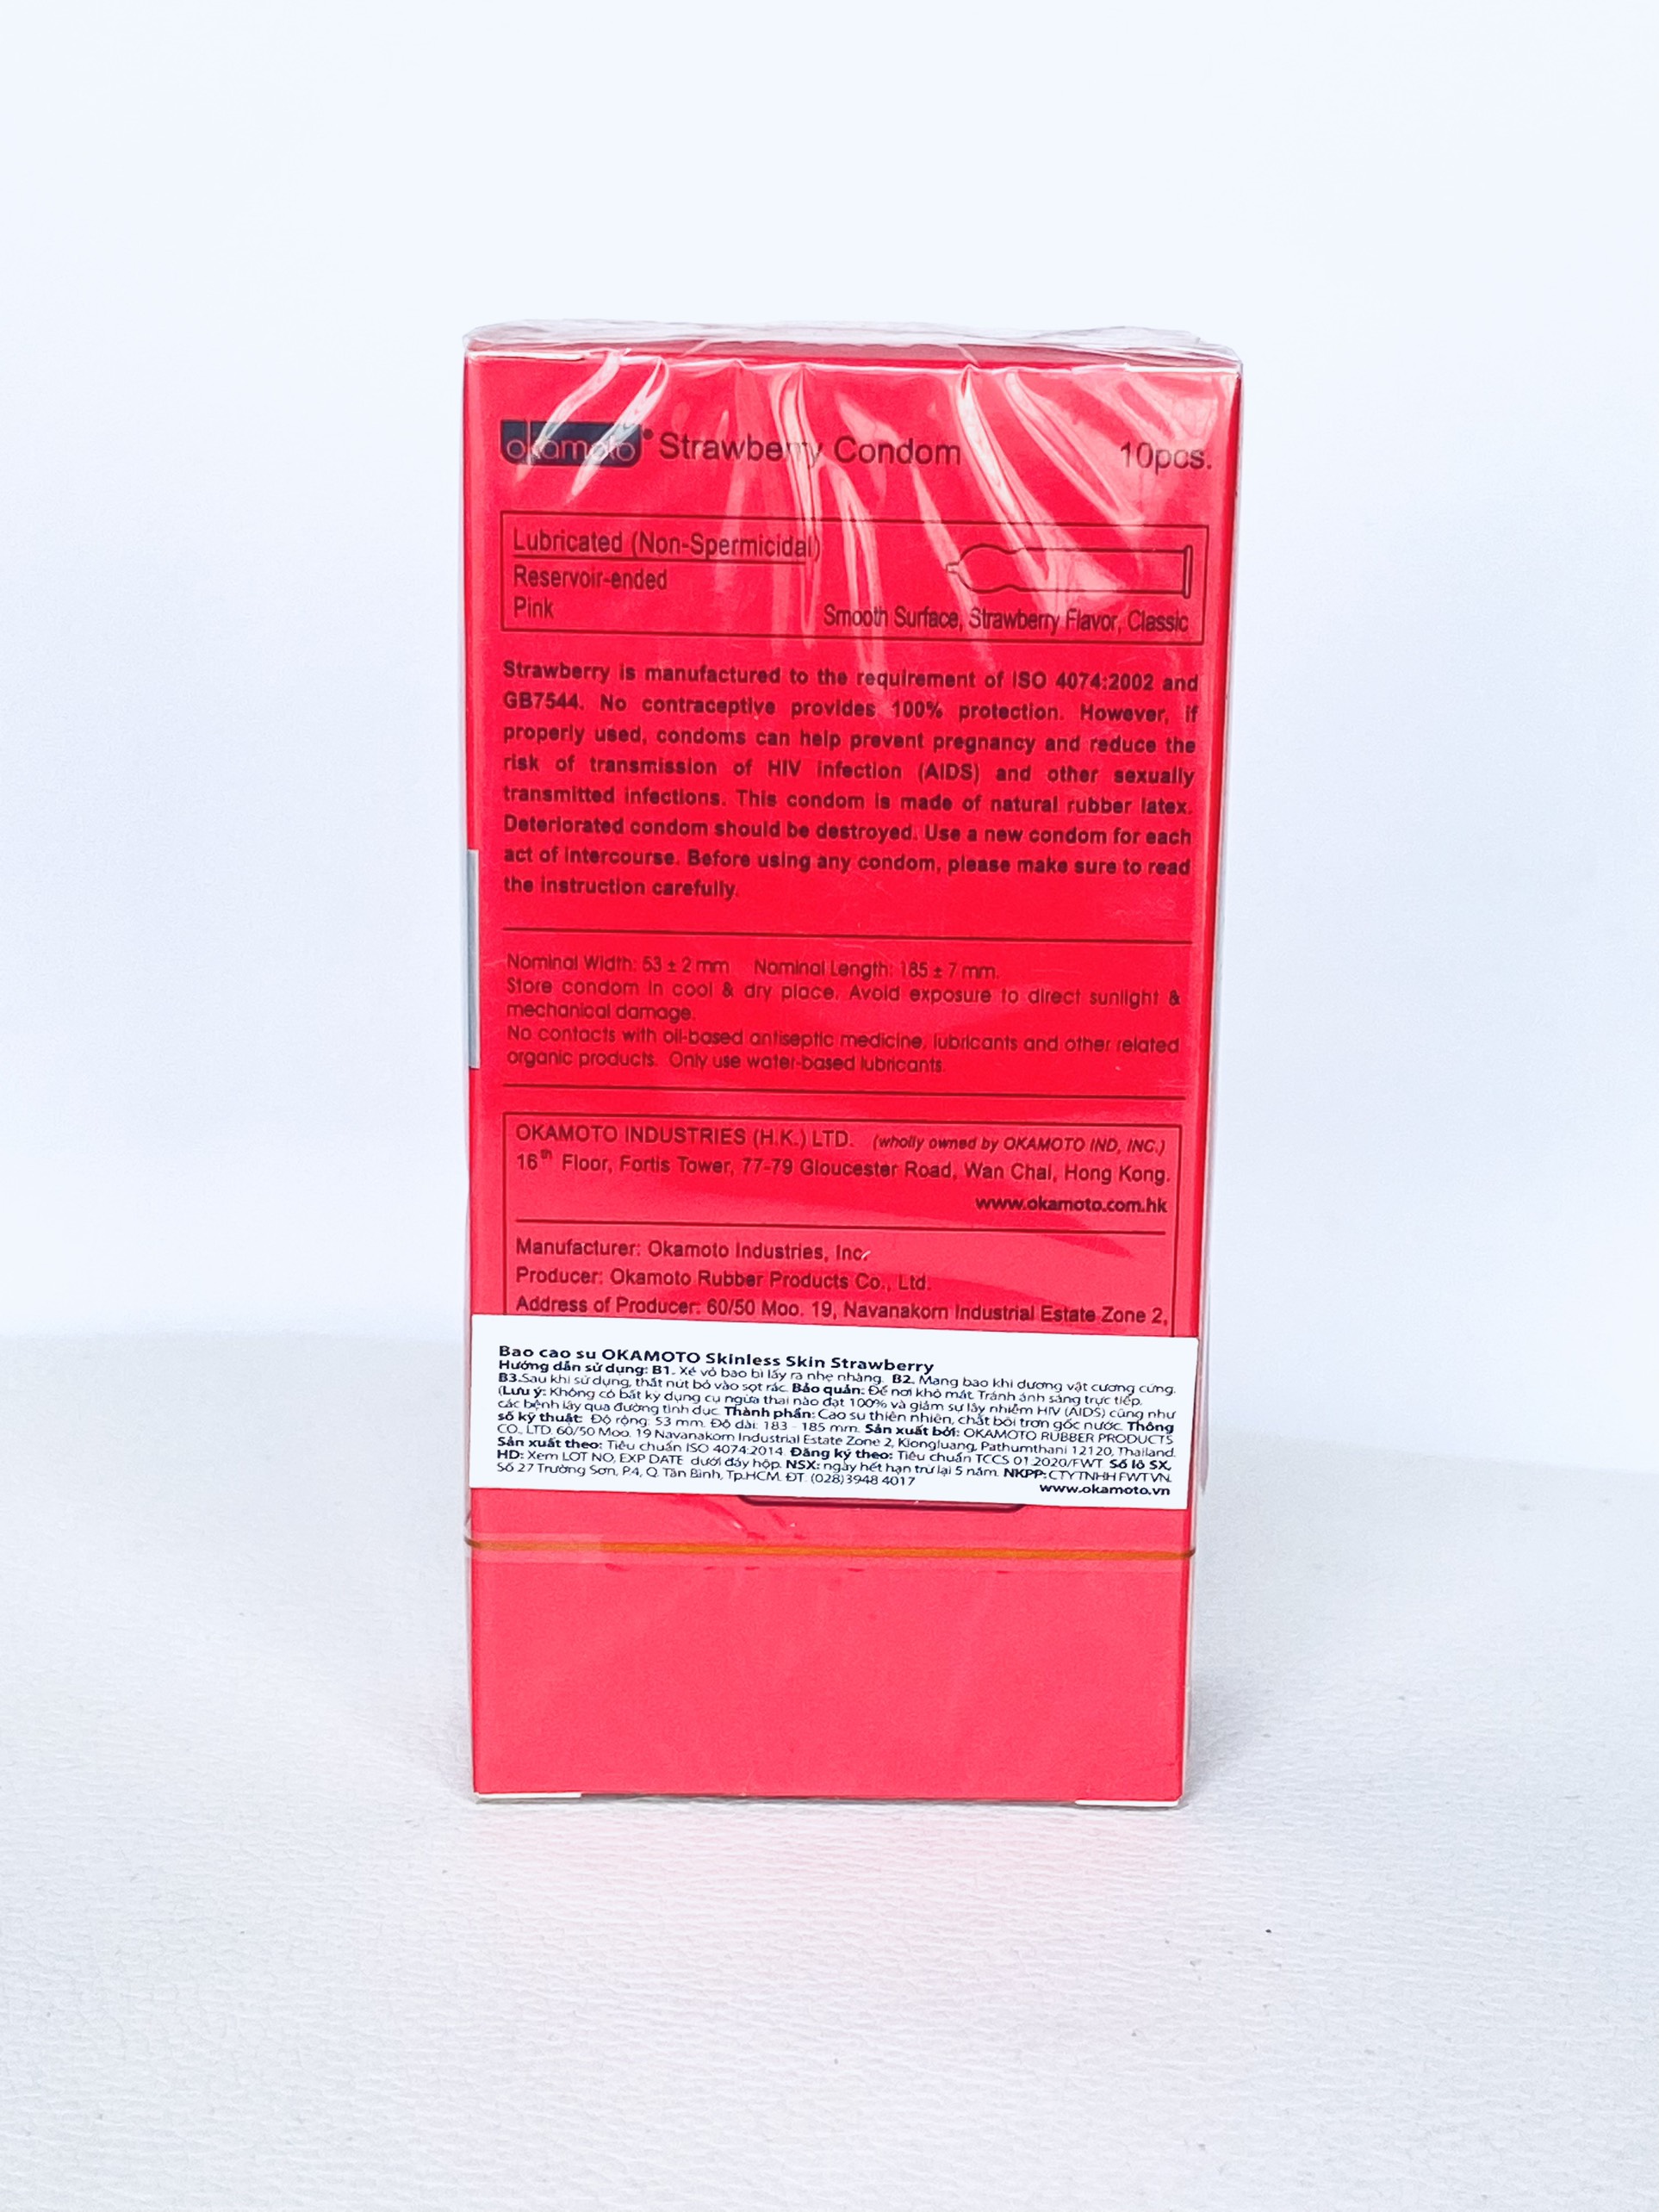 okamoto® Strawberry Condom 10pcs.
Lubricated (Non-Spermicidal)
Reservoir-ended
Pink
Smooth Surface, Strawberry Flavor, Classic
Strawberry is manufactured to the requirement of ISO 4074:2002 and
GB7544. No contraceptive provides 100% protection. However, if
properly used, condoms can help prevent pregnancy and reduce the
risk of transmission of HIV infection (AIDS) and other sexually
transmitted infections. This condom is made of natural rubber latex.
Deteriorated condom should be destroyed. Use a new condom for each
act of intercourse. Before using any condom, please make sure to read
the instruction carefully.
Nominal Width: 53 ± 2 mm Nominal Length: 185 ± 7 mm.
Store condom in cool & dry place. Avoid exposure to direct sunlight &
mechanical damage.
No contacts with oil-based antiseptic medicine, lubricants and other related
organic products. Only use water-based lubricants.
OKAMOTO INDUSTRIES (H.K.) LTD. (wholly owned by OKAMOTO IND, INC.)
16th Floor, Fortis Tower, 77-79 Gloucester Road, Wan Chai, Hong Kong.
www.okamoto.com.hk
Manufacturer: Okamoto Industries, Inc.
Producer: Okamoto Rubber Products Co., Ltd.
Address of Producer: 60/50 Moo. 19, Navanakorn Industrial Estate Zone 2,
Bao cao su OKAMOTO Skinless Skin Strawberry
Hướng dẫn sử dụng: B1. Xé vỏ bao bì lấy ra nhẹ nhàng. B2. Mang bao khi dương vật cương cứng.
B3.Sau khi sử dụng, thắt nút bỏ vào sọt rác. Bảo quản: Để nơi khô mát. Tránh ánh sáng trực tiếp.
(Lưu ý: Không có bất kỳ dụng cụ ngừa thai nào đạt 100% và giảm sự lây nhiễm HIV (AIDS) cũng như
các bệnh lây qua đường tình dục. Thành phần: Cao su thiên nhiên, chất bôi trơn gốc nước. Thông
số kỹ thuật: Độ rộng: 53 mm. Độ dài: 183 - 185 mm. Sản xuất bởi: OKAMOTO RUBBER PRODUCTS
CO., LTD. 60/50 Moo. 19 Navanakorn Industrial Estate Zone 2, Klongluang, Pathumthani 12120, Thailand.
Sản xuất theo: Tiêu chuẩn ISO 4074:2014. Đăng ký theo: Tiêu chuẩn TCCS 01:2020/FWT. Số lô SX,
HD: Xem LOT NO, EXP DATE dưới đáy hộp. NSX: ngày hết hạn trừ lại 5 năm. NKPP: CTY TNHH FWT VN.
Số 27 Trường Sơn, P.4, Q. Tân Bình, Tp.HCM. ĐT: (028)3948 4017
www.okamoto.vn